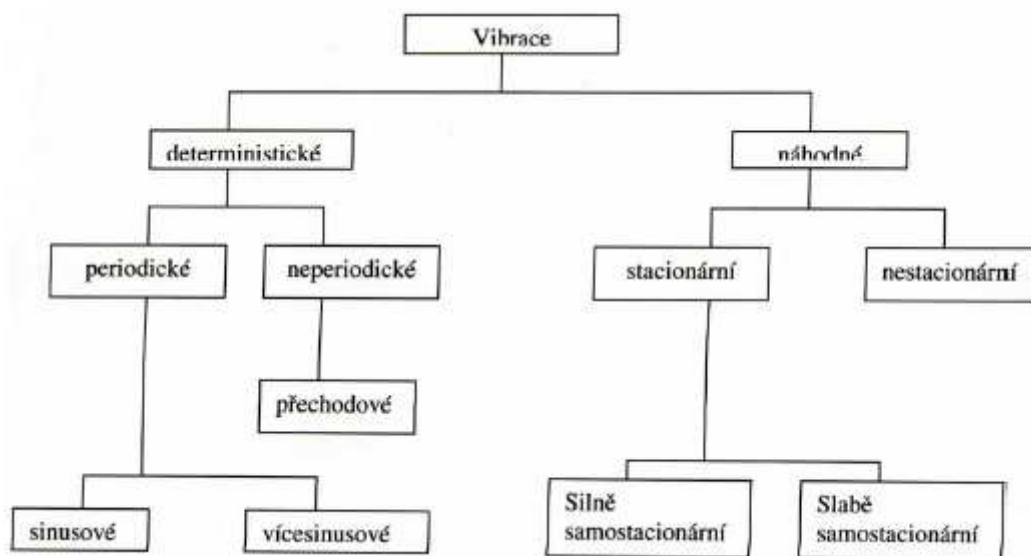 Vibrace
deterministické
náhodné
periodické
neperiodické
stacionární
nestacionární
přechodové
sinusové
vícesinusové
Silně
samostacionární
Slabě
samostacionární